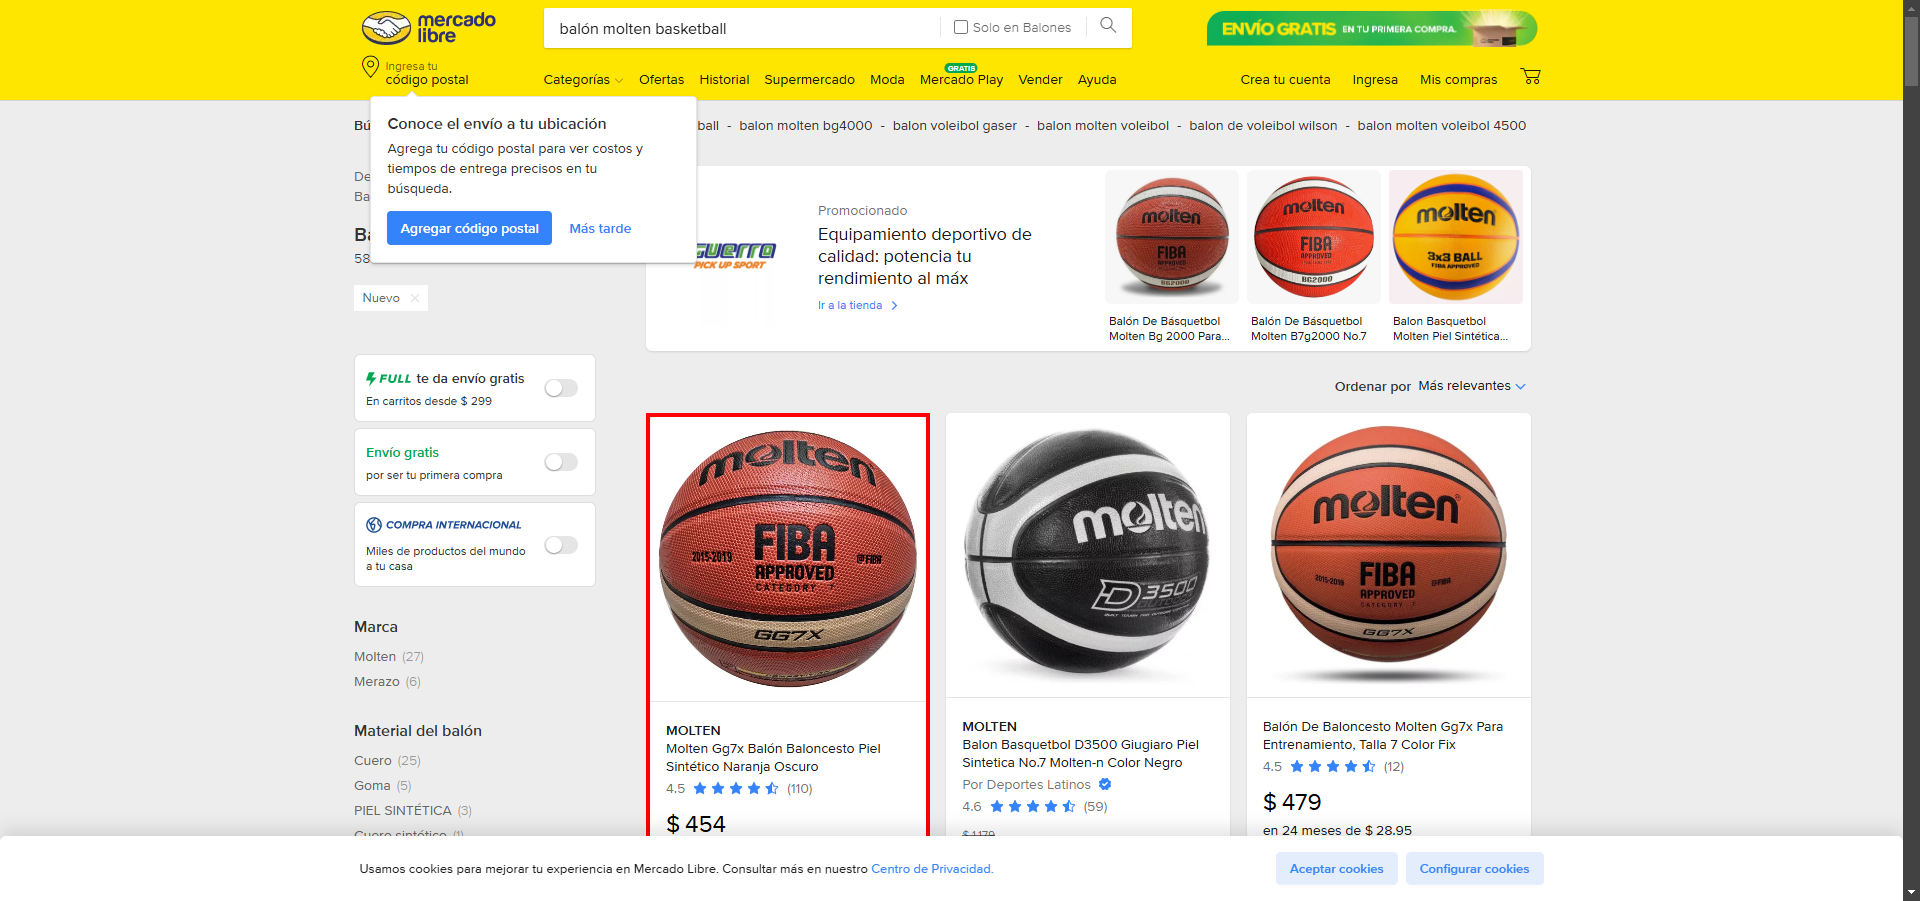 mercado
libre
balón molten basketball
Solo en Balones
ENVÍO GRATIS EN TU PRIMERA COMPRA.
Ingresa tu
código postal
Categorías
Ofertas
Historial
Supermercado
Moda
Mercado Play
GRATIS
Vender
Ayuda
Crea tu cuenta
Ingresa
Mis compras
Conoce el envío a tu ubicación
Agrega tu código postal para ver costos y
tiempos de entrega precisos en tu
búsqueda.
Agregar código postal
Más tarde
ball - balon molten bg4000 - balon voleibol gaser - balon molten voleibol - balon de voleibol wilson - balon molten voleibol 4500
58
Nuevo
GUERRA
PICK UP SPORT
Promocionado
Equipamiento deportivo de
calidad: potencia tu
rendimiento al máx
Ir a la tienda
molten
FIBA
APPROVED
BG2000
Balón De Básquetbol
Molten Bg 2000 Para...
molten
FIBA
APPROVED
BG2000
Balón De Básquetbol
Molten B7g2000 No.7
molten
3x3 BALL
FIBA APPROVED
Balon Basquetbol
Molten Piel Sintética...
FULL te da envío gratis
En carritos desde $ 299
Envío gratis
por ser tu primera compra
COMPRA INTERNACIONAL
Miles de productos del mundo
a tu casa
Marca
Molten (27)
Merazo (6)
Material del balón
Cuero (25)
Goma (5)
PIEL SINTÉTICA (3)
Cuero sintético (1)
Ordenar por Más relevantes
molten
2015-2019
FIBA
APPROVED
CATEGORY
@FIBA
GG7X
MOLTEN
Molten Gg7x Balón Baloncesto Piel
Sintético Naranja Oscuro
4.5 (110)
$ 454
molten
D 3500
MOLTEN
Balon Basquetbol D3500 Giugiaro Piel
Sintetica No.7 Molten-n Color Negro
Por Deportes Latinos
4.6 (59)
$ 1179
molten
2015-2019
FIBA
APPROVED
CATEGORY
@FIBA
GG7X
Balón De Baloncesto Molten Gg7x Para
Entrenamiento, Talla 7 Color Fix
4.5 (12)
$ 479
en 24 meses de $ 28.95
Usamos cookies para mejorar tu experiencia en Mercado Libre. Consultar más en nuestro Centro de Privacidad.
Aceptar cookies
Configurar cookies